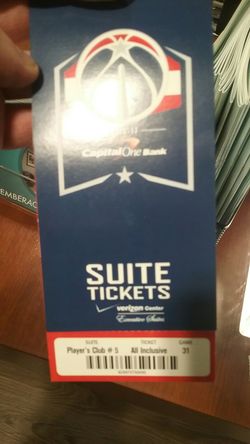 CapitalOne Bank
SUITE
TICKETS
verizon Center
Executive Suites
SUITE TICKET GAME
Player's Club # 5 All Inclusive 31